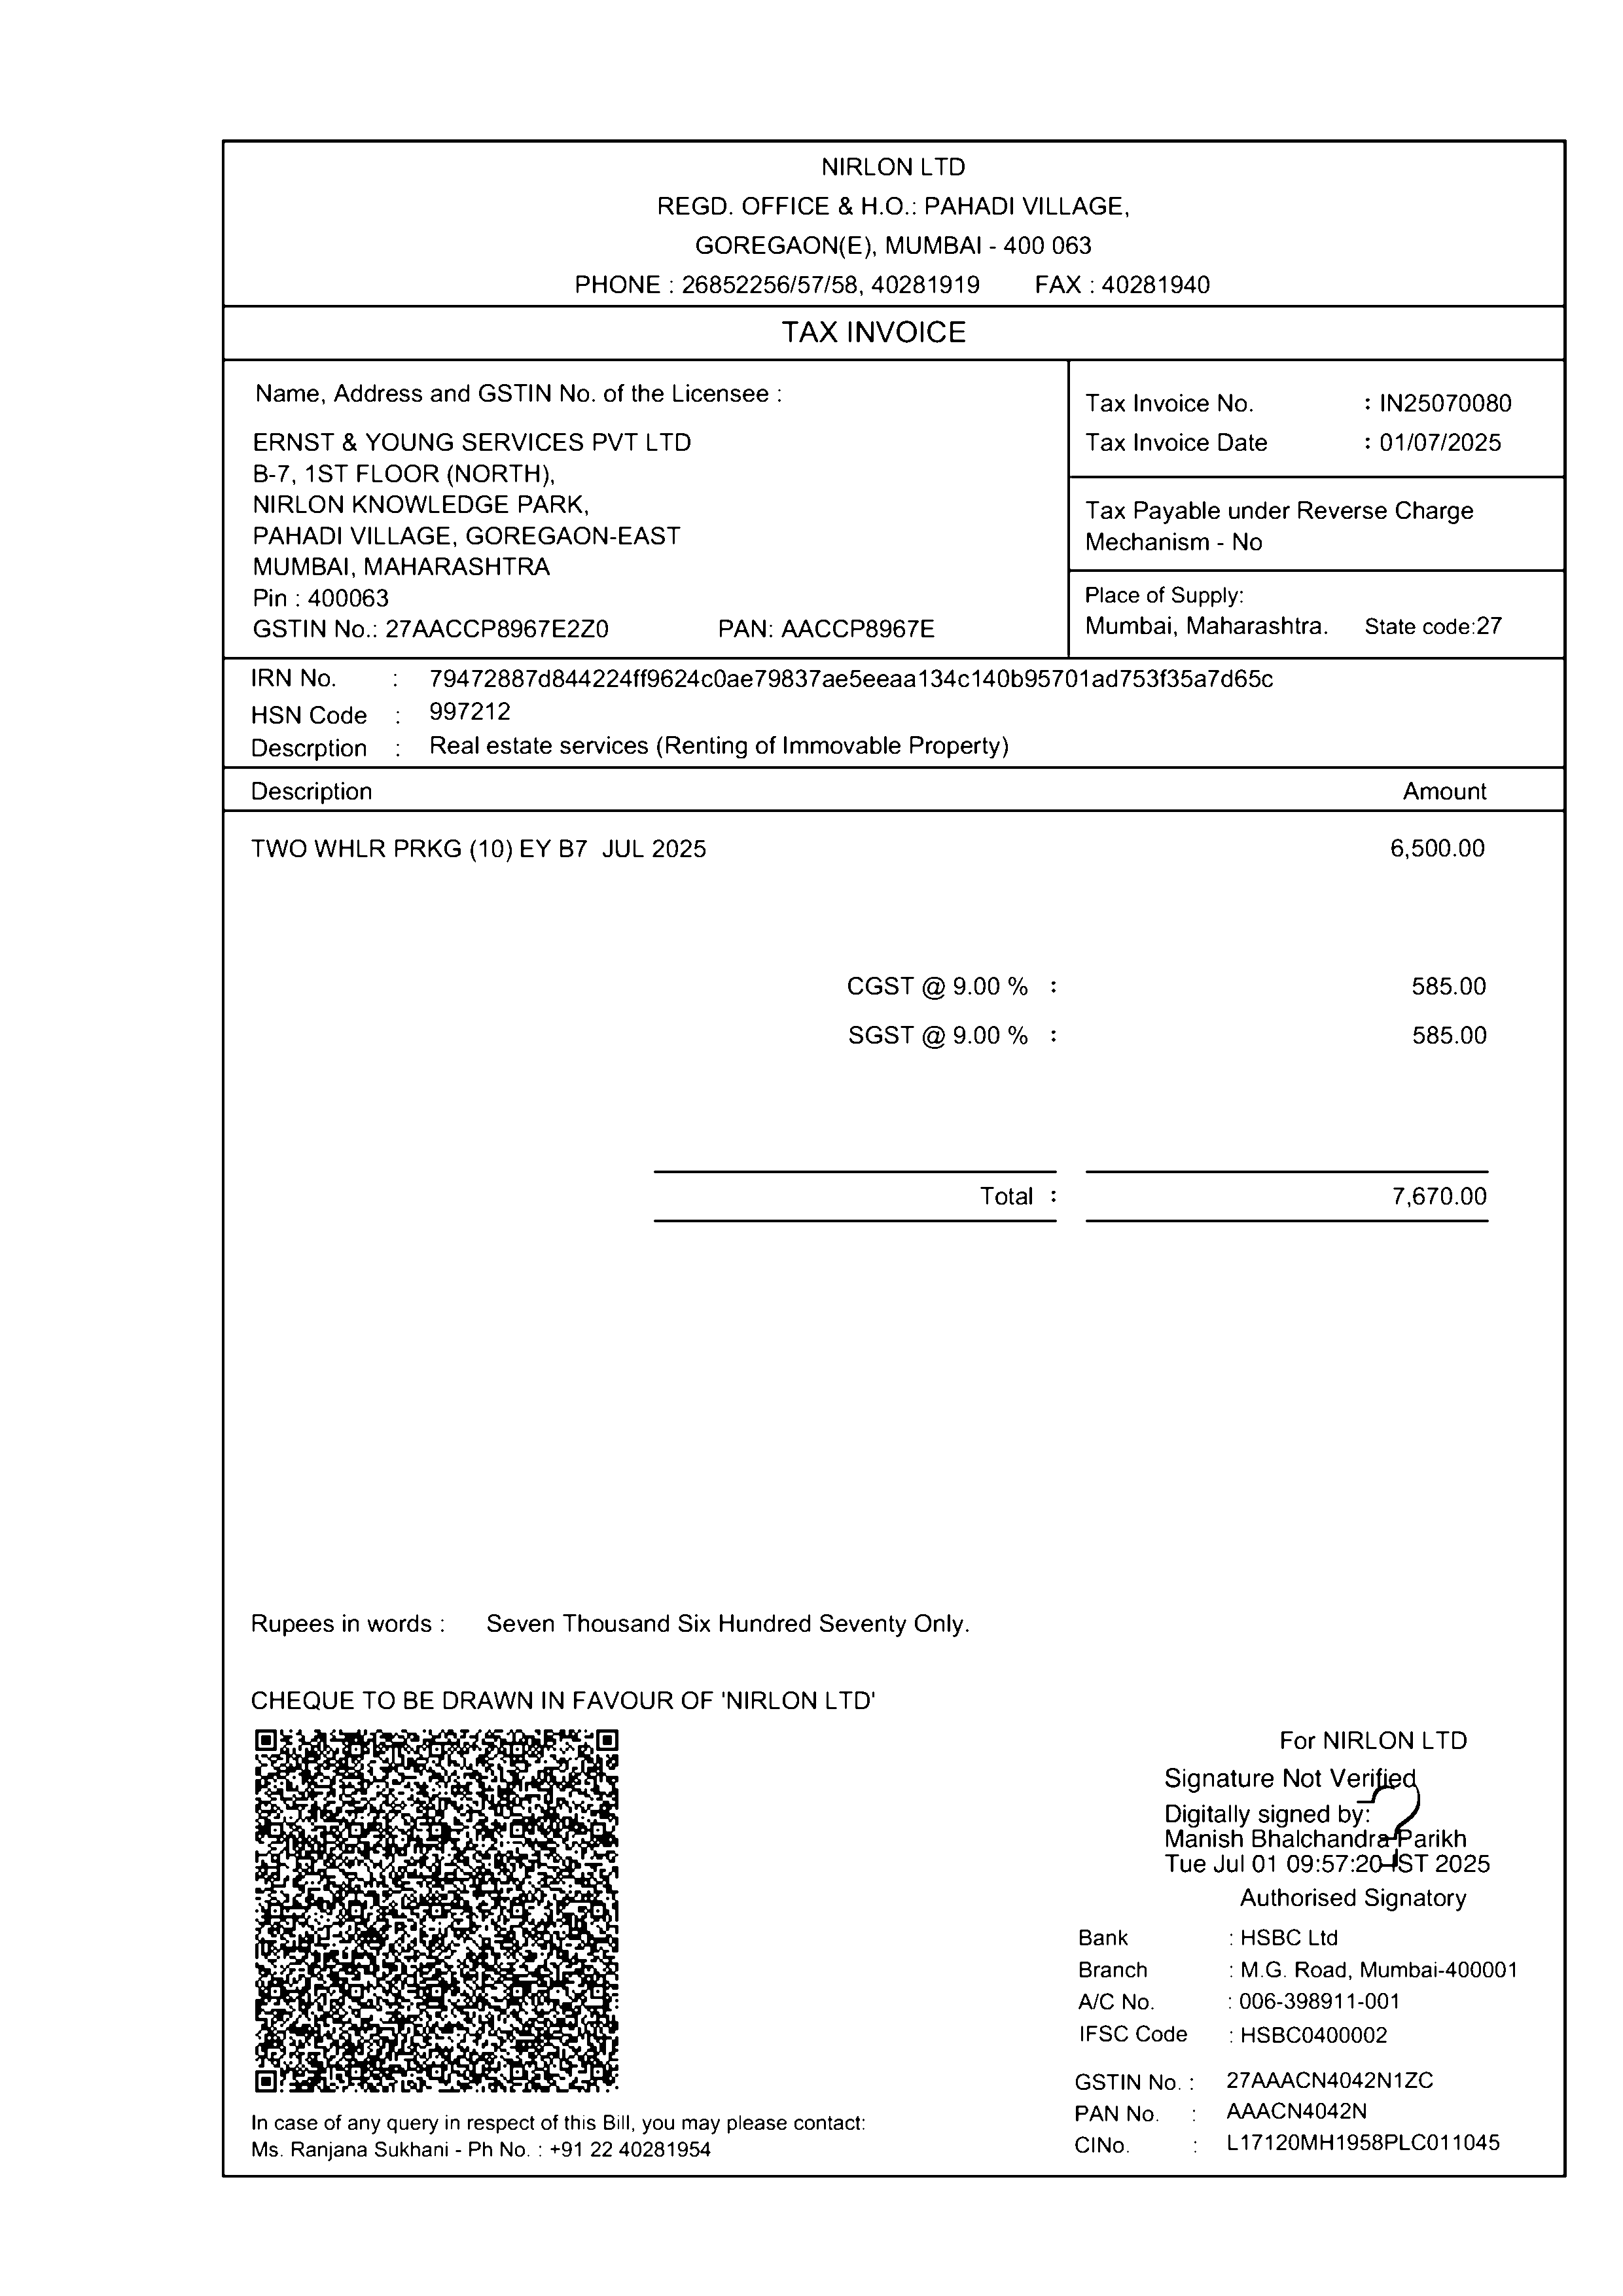 NIRLON LTD
REGD. OFFICE & H.O.: PAHADI VILLAGE,
GOREGAON(E), MUMBAI - 400 063
PHONE : 26852256/57/58, 40281919 FAX : 40281940
TAX INVOICE
Name, Address and GSTIN No. of the Licensee :
ERNST & YOUNG SERVICES PVT LTD
B-7, 1ST FLOOR (NORTH),
NIRLON KNOWLEDGE PARK,
PAHADI VILLAGE, GOREGAON-EAST
MUMBAI, MAHARASHTRA
Pin : 400063
GSTIN No.: 27AACCP8967E2Z0 PAN: AACCP8967E
Tax Invoice No. : IN25070080
Tax Invoice Date : 01/07/2025
Tax Payable under Reverse Charge
Mechanism - No
Place of Supply:
Mumbai, Maharashtra. State code:27
IRN No. : 79472887d844224ff9624c0ae79837ae5eeaa134c140b95701ad753f35a7d65c
HSN Code : 997212
Descrption : Real estate services (Renting of Immovable Property)
Description Amount
TWO WHLR PRKG (10) EY B7 JUL 2025 6,500.00
CGST @ 9.00 % : 585.00
SGST @ 9.00 % : 585.00
Total : 7,670.00
Rupees in words : Seven Thousand Six Hundred Seventy Only.
CHEQUE TO BE DRAWN IN FAVOUR OF 'NIRLON LTD'
For NIRLON LTD
Signature Not Verified
Digitally signed by:
Manish Bhalchandra Parikh
Tue Jul 01 09:57:20 IST 2025
Authorised Signatory
Bank : HSBC Ltd
Branch : M.G. Road, Mumbai-400001
A/C No. : 006-398911-001
IFSC Code : HSBC0400002
GSTIN No. : 27AAACN4042N1ZC
PAN No. : AAACN4042N
CINo. : L17120MH1958PLC011045
In case of any query in respect of this Bill, you may please contact:
Ms. Ranjana Sukhani - Ph No. : +91 22 40281954